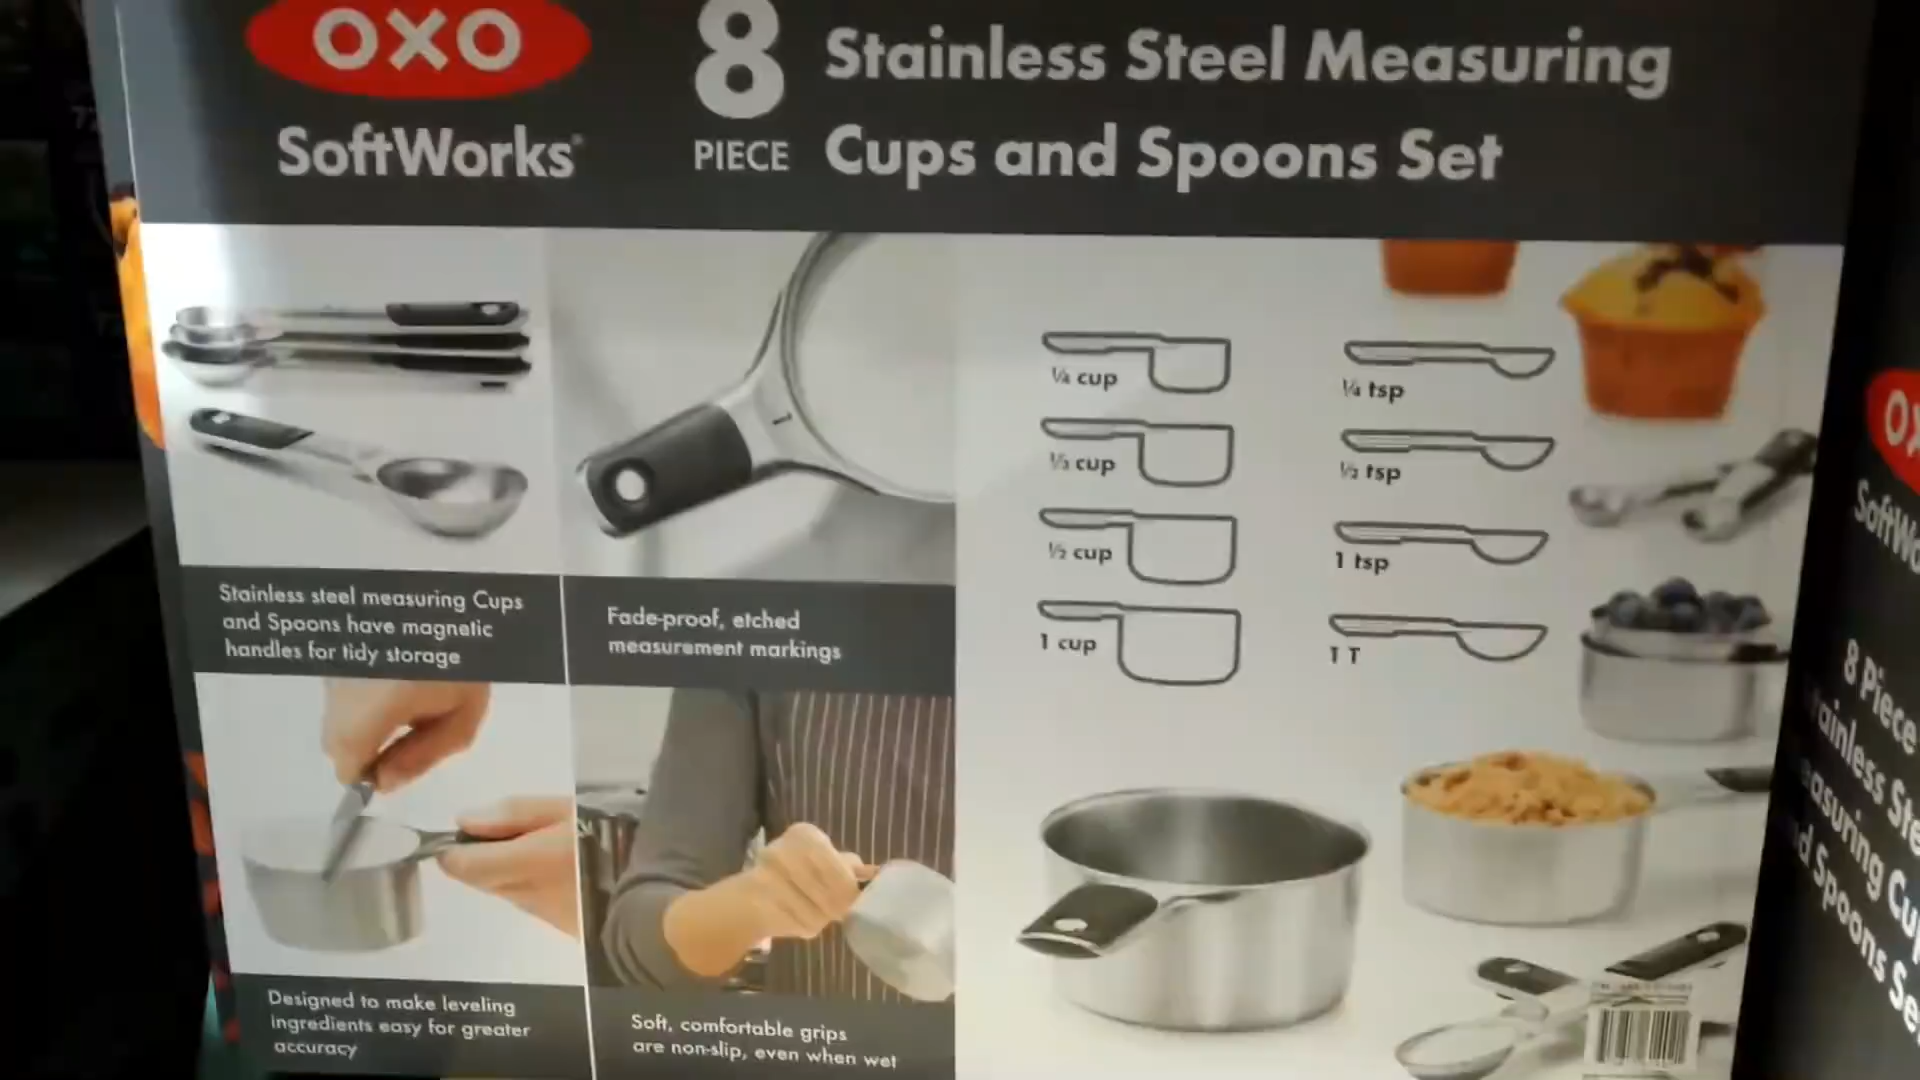 OXO
SoftWorks
8
PIECE
Stainless Steel Measuring
Cups and Spoons Set
Stainless steel measuring Cups
and Spoons have magnetic
handles for tidy storage
Fade-proof, etched
measurement markings
¼ cup
⅓ cup
½ cup
1 cup
¼ tsp
½ tsp
1 tsp
1 T
Designed to make leveling
ingredients easy for greater
accuracy
Soft, comfortable grips
are non-slip, even when wet
8 Piece